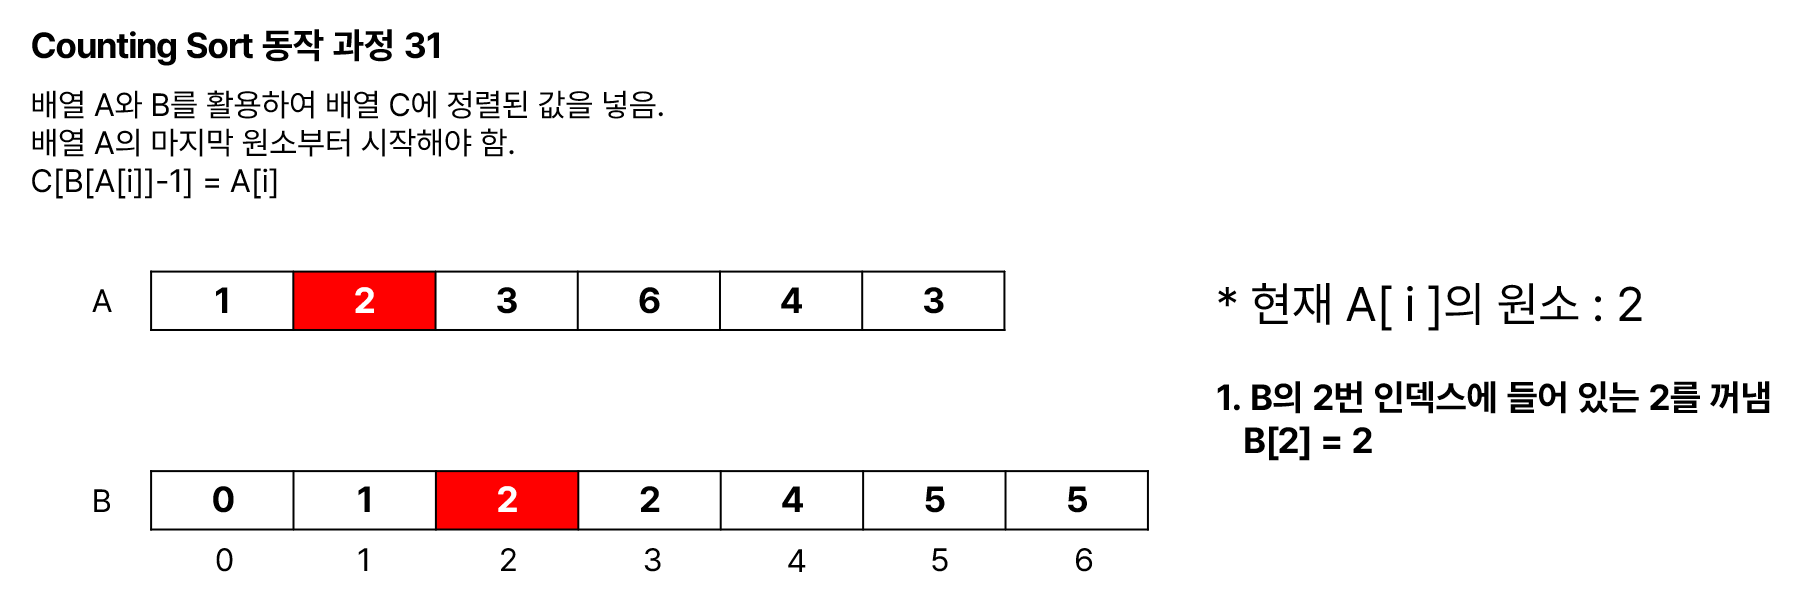 Counting Sort 동작 과정 31
배열 A와 B를 활용하여 배열 C에 정렬된 값을 넣음.
배열 A의 마지막 원소부터 시작해야 함.
C[B[A[i]]-1] = A[i]
A 1 2 3 6 4 3
* 현재 A[ i ]의 원소 : 2
1. B의 2번 인덱스에 들어 있는 2를 꺼냄
B[2] = 2
B 0 1 2 2 4 5 5
0 1 2 3 4 5 6